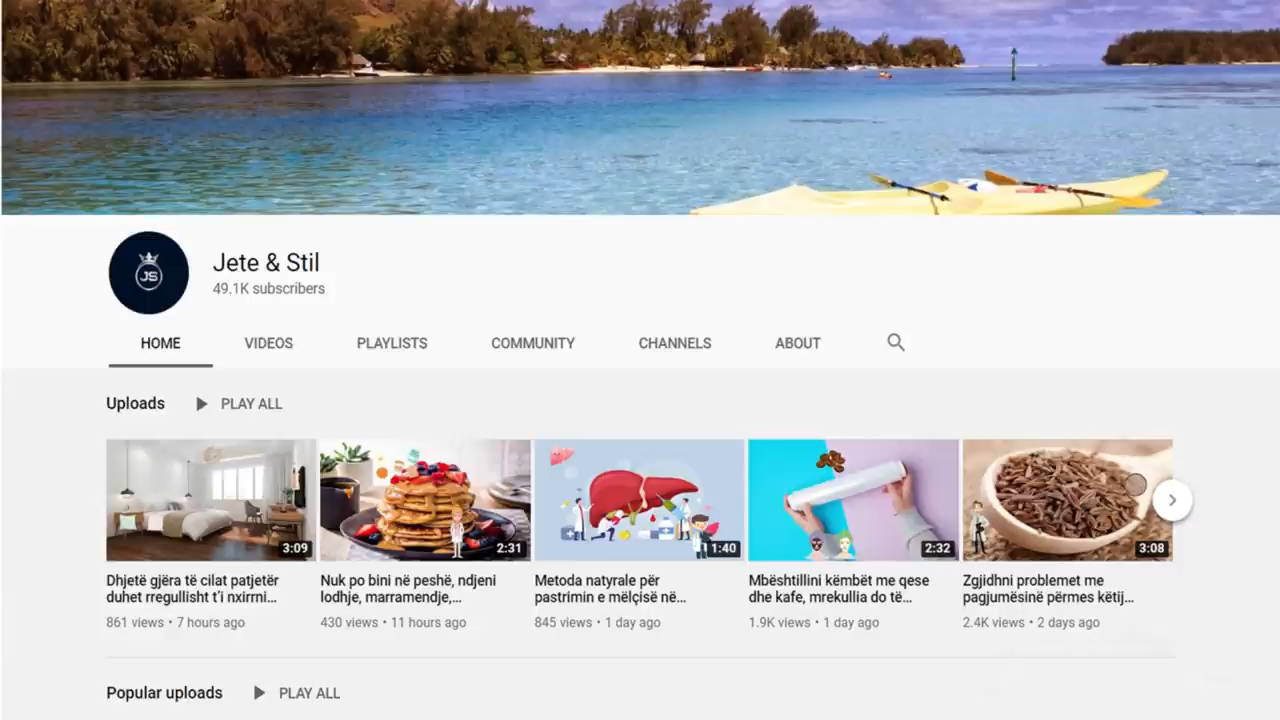 JS
Jete & Stil
49.1K subscribers
HOME VIDEOS PLAYLISTS COMMUNITY CHANNELS ABOUT
Uploads PLAY ALL
3:09
2:31
1:40
2:32
3:08
Dhjetë gjëra të cilat patjetër
duhet rregullisht t'i nxirrni...
861 views • 7 hours ago
Nuk po bini në peshë, ndjeni
lodhje, marramendje,...
430 views • 11 hours ago
Metoda natyrale për
pastrimin e mëlçisë në...
845 views • 1 day ago
Mbështillini këmbët me qese
dhe kafe, mrekullia do të...
1.9K views • 1 day ago
Zgjidhni problemet me
pagjumësinë përmes këtij...
2.4K views • 2 days ago
Popular uploads PLAY ALL